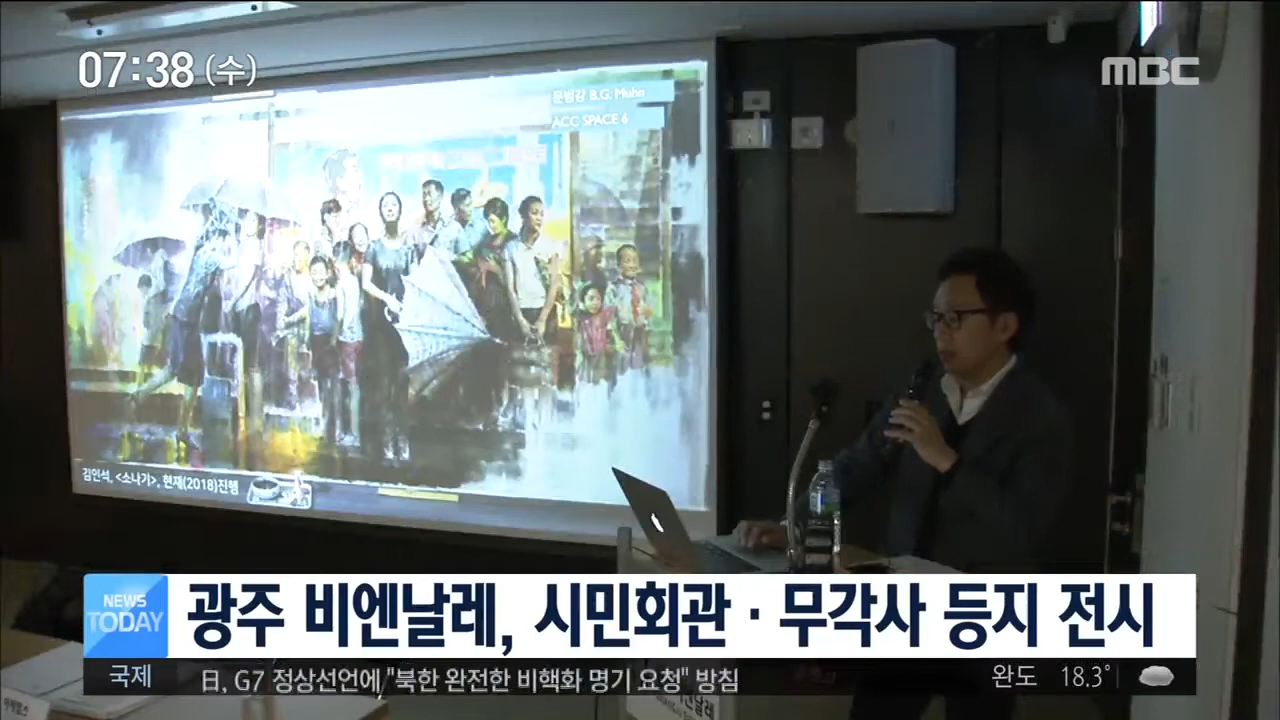 07:38 (수)
MBC
문범강 B.G. Muhn
ACC SPACE 6
김인석, <소나기>, 현재(2018)진행
NEWS
TODAY
광주 비엔날레, 시민회관·무각사 등지 전시
국제
日, G7 정상선언에 "북한 완전한 비핵화 명기 요청" 방침
완도 18.3°